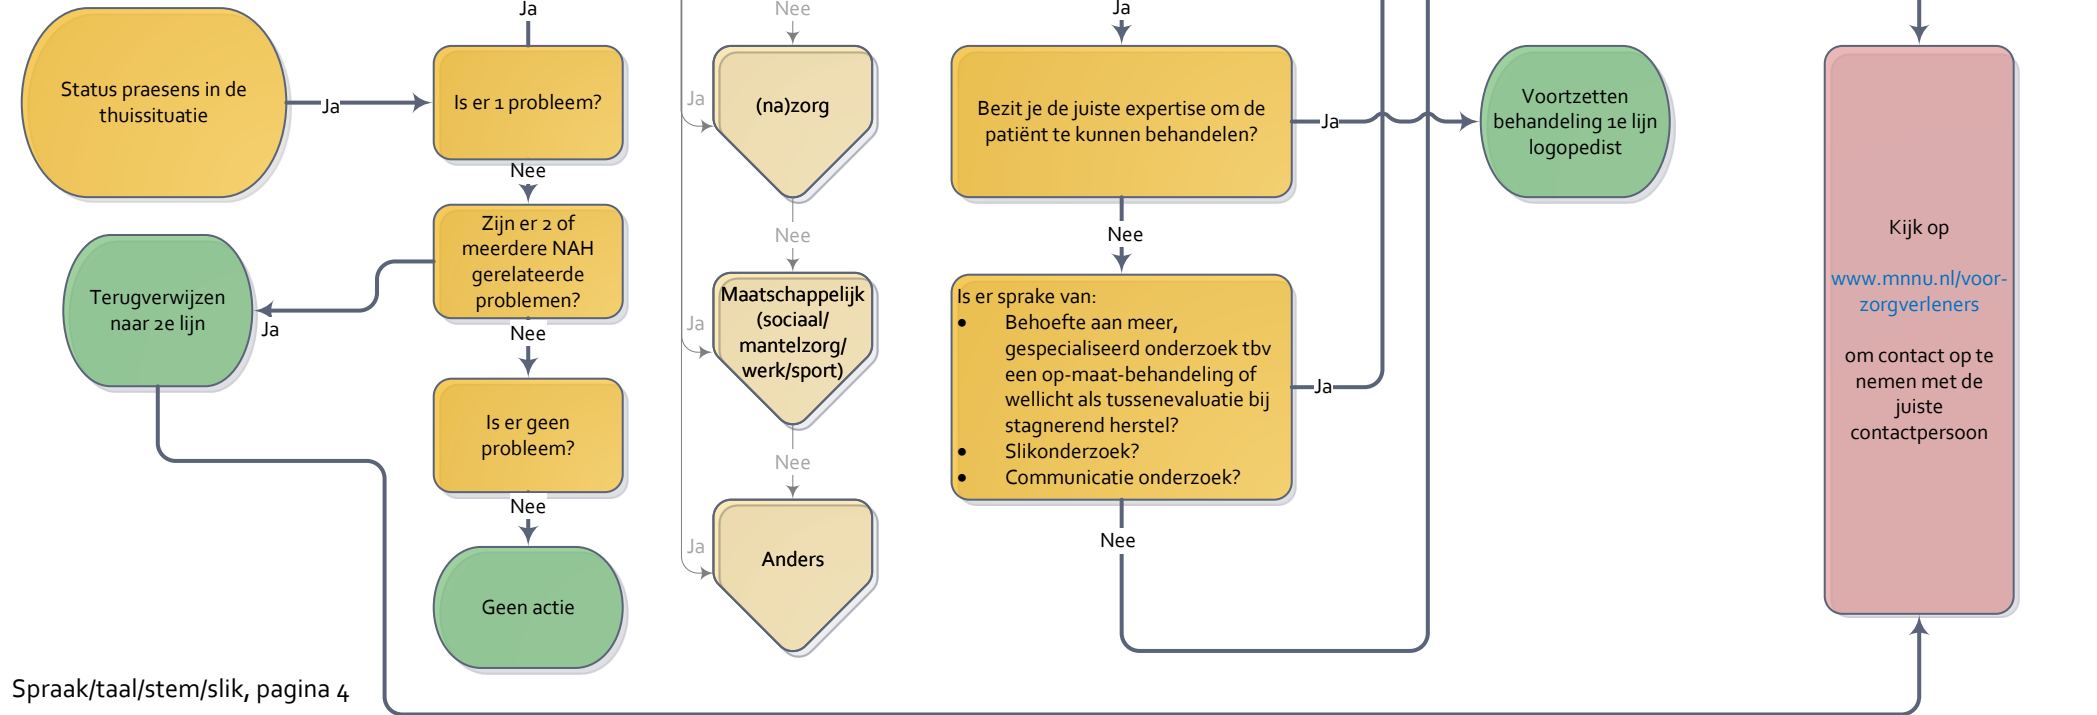 Ja
Nee
Ja
Status praesens in de
thuissituatie
Ja
Is er 1 probleem?
Nee
Zijn er 2 of
meerdere NAH
gerelateerde
problemen?
Ja
Terugverwijzen
naar 2e lijn
Nee
Is er geen
probleem?
Nee
Geen actie
Ja
(na)zorg
Nee
Ja
Maatschappelijk
(sociaal/
mantelzorg/
werk/sport)
Nee
Ja
Anders
Bezit je de juiste expertise om de
patiënt te kunnen behandelen?
Ja
Voortzetten
behandeling 1e lijn
logopedist
Nee
Is er sprake van:
• Behoefte aan meer,
gespecialiseerd onderzoek tbv
een op-maat-behandeling of
wellicht als tussenevaluatie bij
stagnerend herstel?
• Slikonderzoek?
• Communicatie onderzoek?
Ja
Nee
Kijk op
www.mnnu.nl/voor-
zorgverleners
om contact op te
nemen met de
juiste
contactpersoon
Spraak/taal/stem/slik, pagina 4